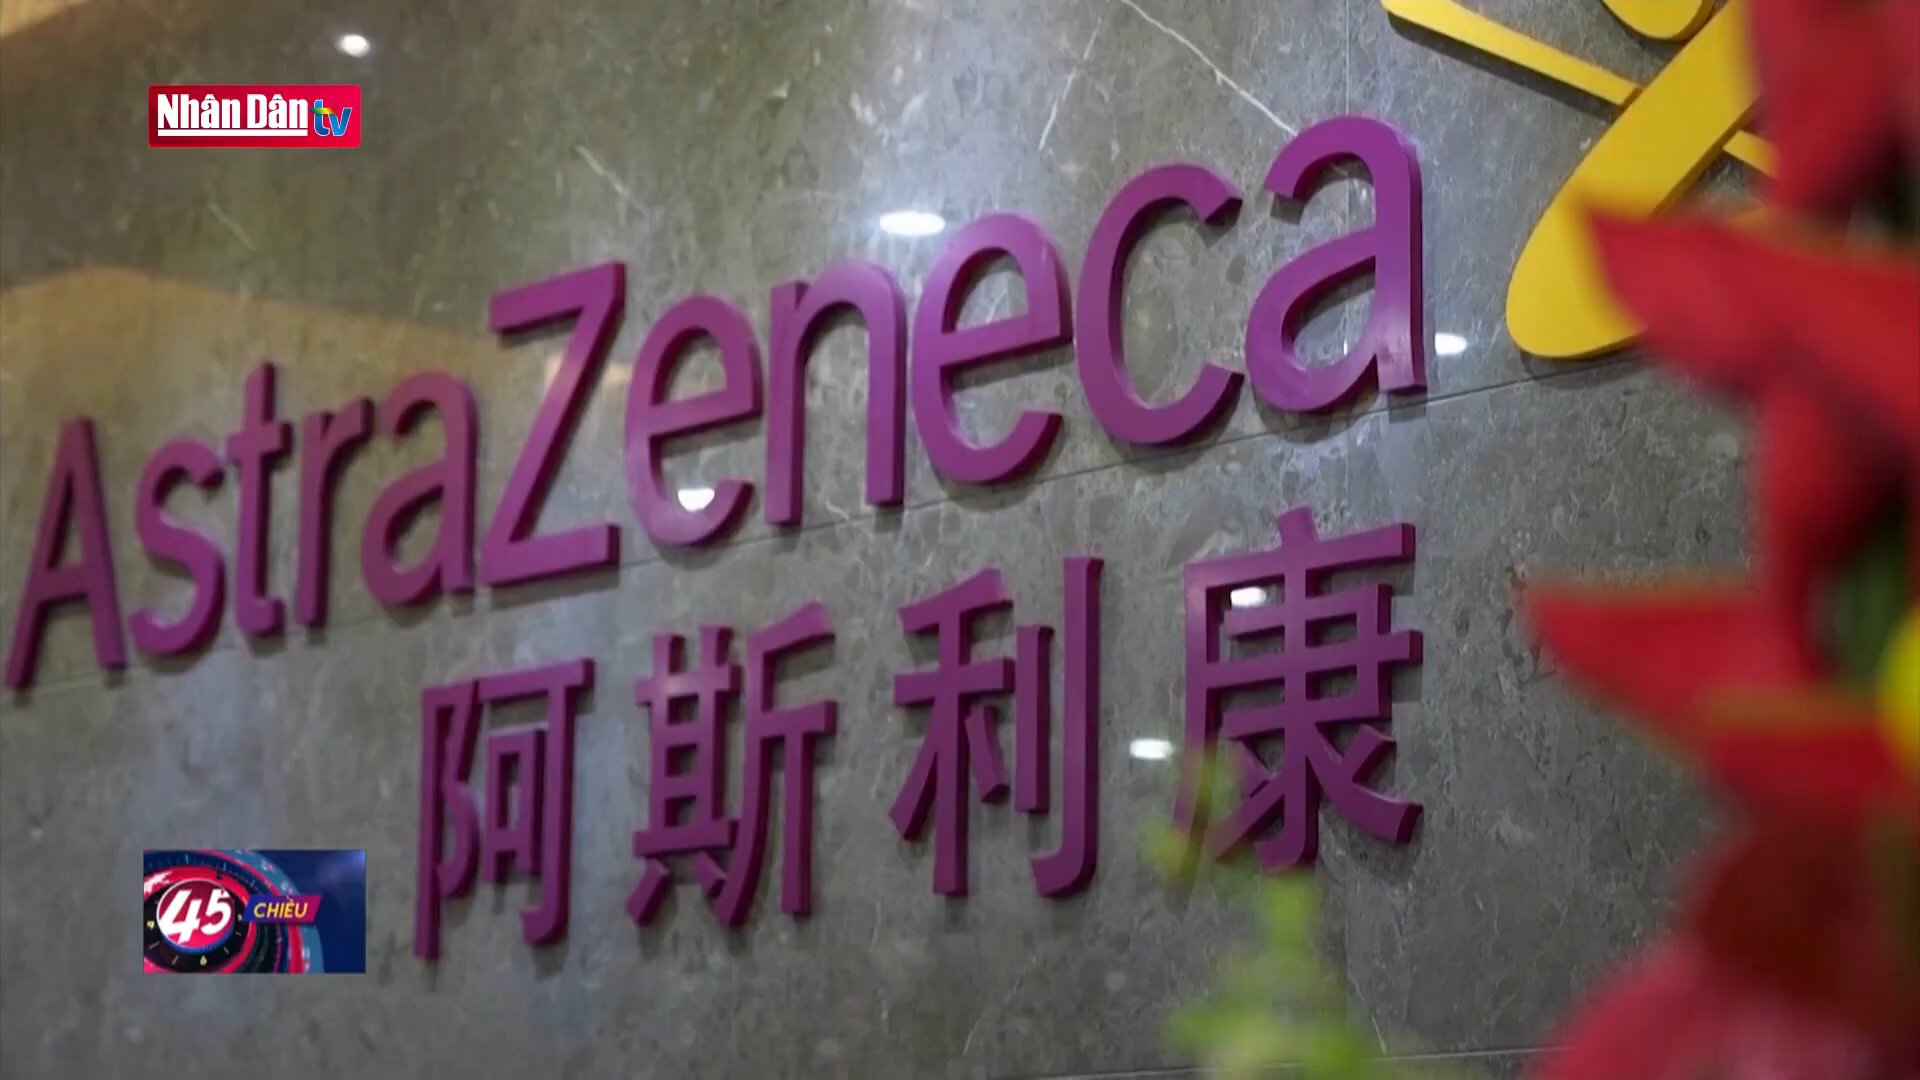 Nhân Dân tv
AstraZeneca
阿斯利康
45 CHIỀU